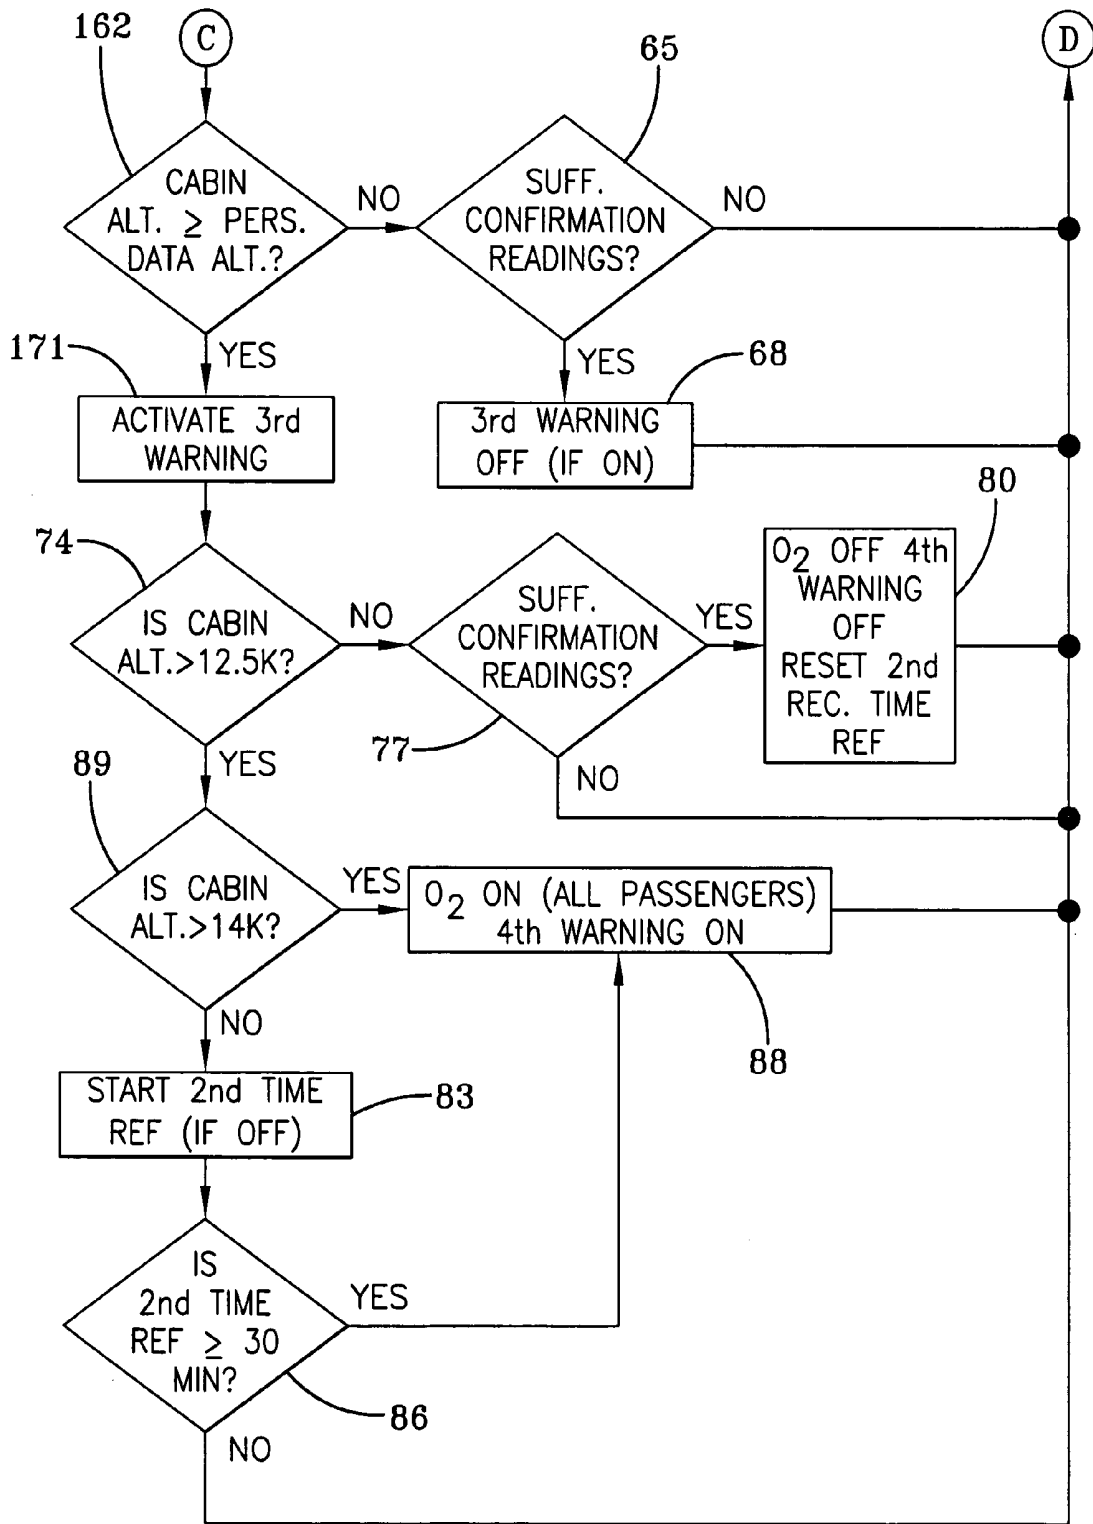 162
C
65
D
CABIN
ALT. ≥ PERS.
DATA ALT.?
NO
SUFF.
CONFIRMATION
READINGS?
NO
171
YES
YES
68
ACTIVATE 3rd
WARNING
3rd WARNING
OFF (IF ON)
80
74
IS CABIN
ALT.>12.5K?
NO
SUFF.
CONFIRMATION
READINGS?
YES
O2 OFF 4th
WARNING
OFF
RESET 2nd
REC. TIME
REF
77
89
YES
NO
IS CABIN
ALT.>14K?
YES
O2 ON (ALL PASSENGERS)
4th WARNING ON
88
NO
START 2nd TIME
REF (IF OFF)
83
IS
2nd TIME
REF ≥ 30
MIN?
YES
86
NO